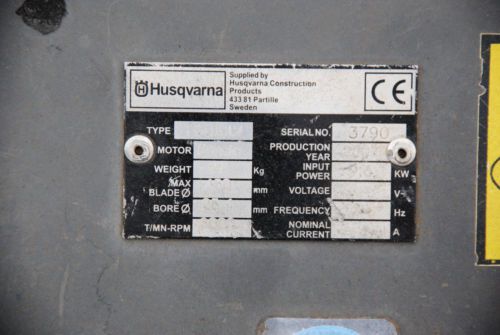 Husqvarna
Supplied by
Husqvarna Construction
Products
433 81 Partille
Sweden
CE
TYPE
MOTOR
WEIGHT Kg
MAX
BLADE Ø mm
BORE Ø mm
T/MN-RPM
SERIAL NO. 3790
PRODUCTION
YEAR
INPUT
POWER KW
VOLTAGE V~
FREQUENCY Hz
NOMINAL
CURRENT A